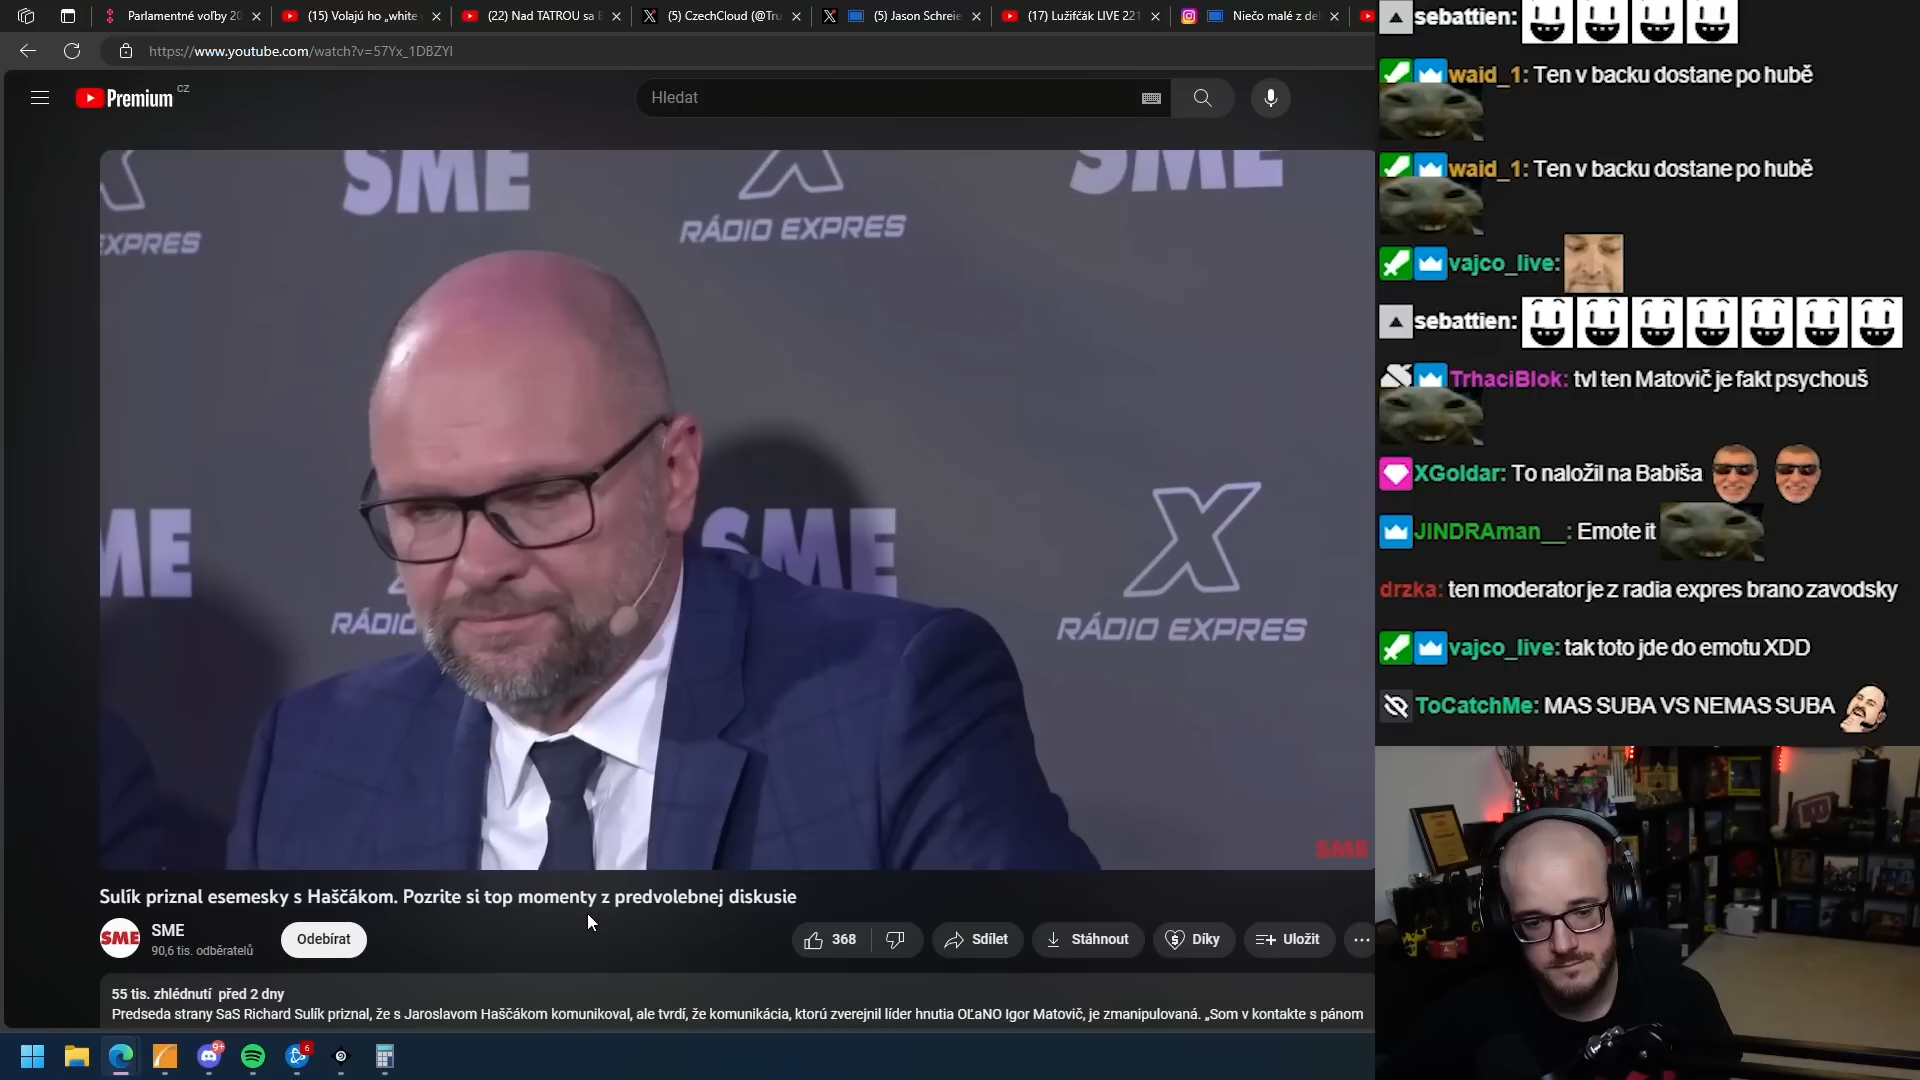 Parlamentné voľby 20
(15) Volajú ho „white
(22) Nad TATROU sa
(5) CzechCloud (@Tru
(5) Jason Schreie
(17) Lužifčák LIVE 221
Niečo malé z de
https://www.youtube.com/watch?v=57Yx_1DBZYI
Premium CZ
Hledat
SME
SME
EXPRES
RÁDIO EXPRES
ME
SME
RÁDIO
RÁDIO EXPRES
SME
Sulík priznal esemesky s Haščákom. Pozrite si top momenty z predvolebnej diskusie
SME
SME
90,6 tis. odběratelů
Odebírat
368
Sdílet
Stáhnout
Díky
Uložit
55 tis. zhlédnutí před 2 dny
Predseda strany SaS Richard Sulík priznal, že s Jaroslavom Haščákom komunikoval, ale tvrdí, že komunikácia, ktorú zverejnil líder hnutia OĽaNO Igor Matovič, je zmanipulovaná. „Som v kontakte s pánom
9+
6
sebattien:
waid_1: Ten v backu dostane po hubě
waid_1: Ten v backu dostane po hubě
vajco_live:
sebattien:
TrhaciBlok: tvl ten Matovič je fakt psychouš
XGoldar: To naložil na Babiša
JINDRAman__: Emote it
drzka: ten moderator je z radia expres brano zavodsky
vajco_live: tak toto jde do emotu XDD
ToCatchMe: MAS SUBA VS NEMAS SUBA